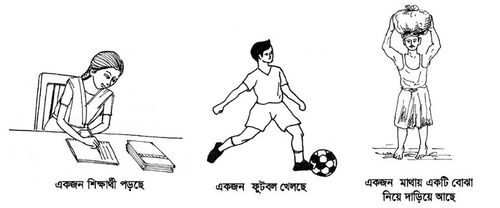 একজন শিক্ষার্থী পড়ছে
একজন ফুটবল খেলছে
একজন মাথায় একটি বোঝা
নিয়ে দাড়িয়ে আছে